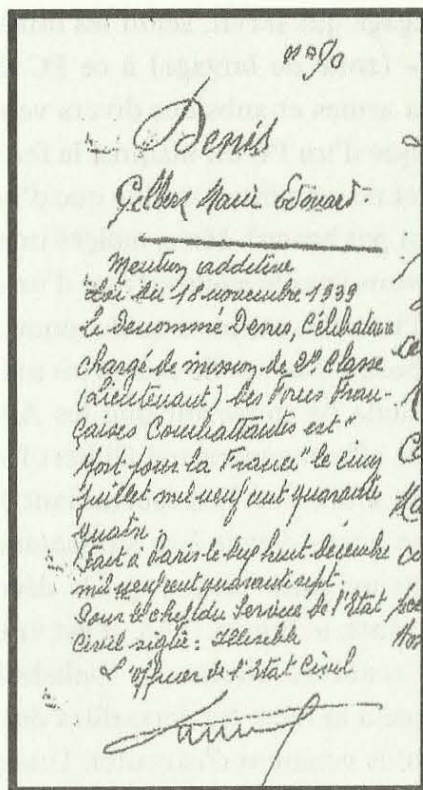 Denis
Gilbert Marie Edouard
Mention additive
Loi du 18 novembre 1939
Le denommé Denis, Célibataire
chargé de mission de 2e Classe
(Lieutenant) des Forces Fran-
çaises Combattantes est "
Mort pour la France" le cinq
juillet mil neuf cent quarante
quatre
Fait à Paris le dix huit décembre
mil neuf cent quarante sept
Pour le chef du Service de l'Etat
Civil signé: Illisible
L'Officier de l'Etat Civil